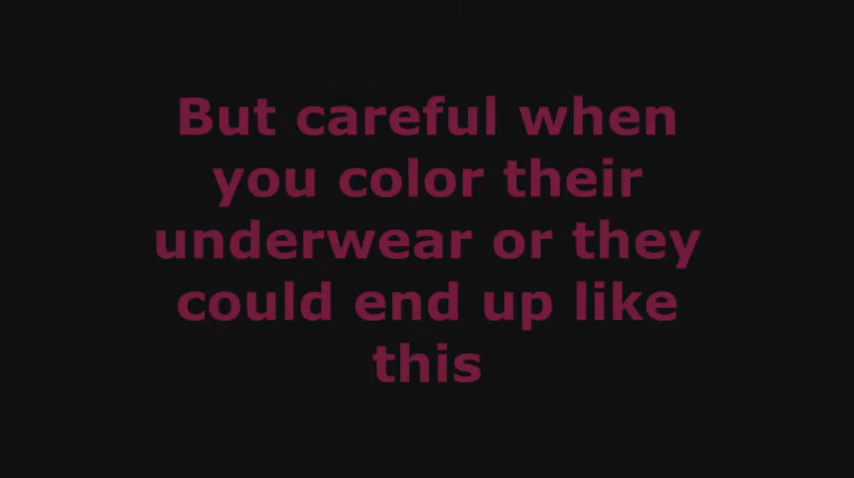 But careful when
you color their
underwear or they
could end up like
this